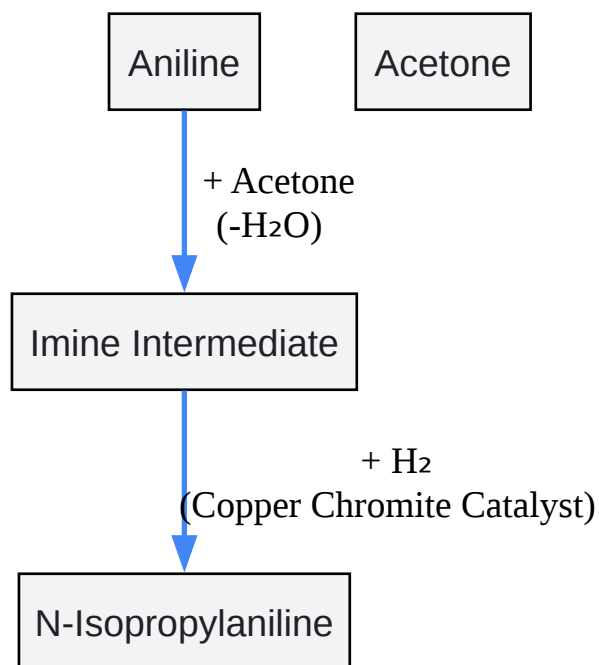 Aniline
Acetone
+ Acetone
(-H₂O)
Imine Intermediate
+ H₂
(Copper Chromite Catalyst)
N-Isopropylaniline